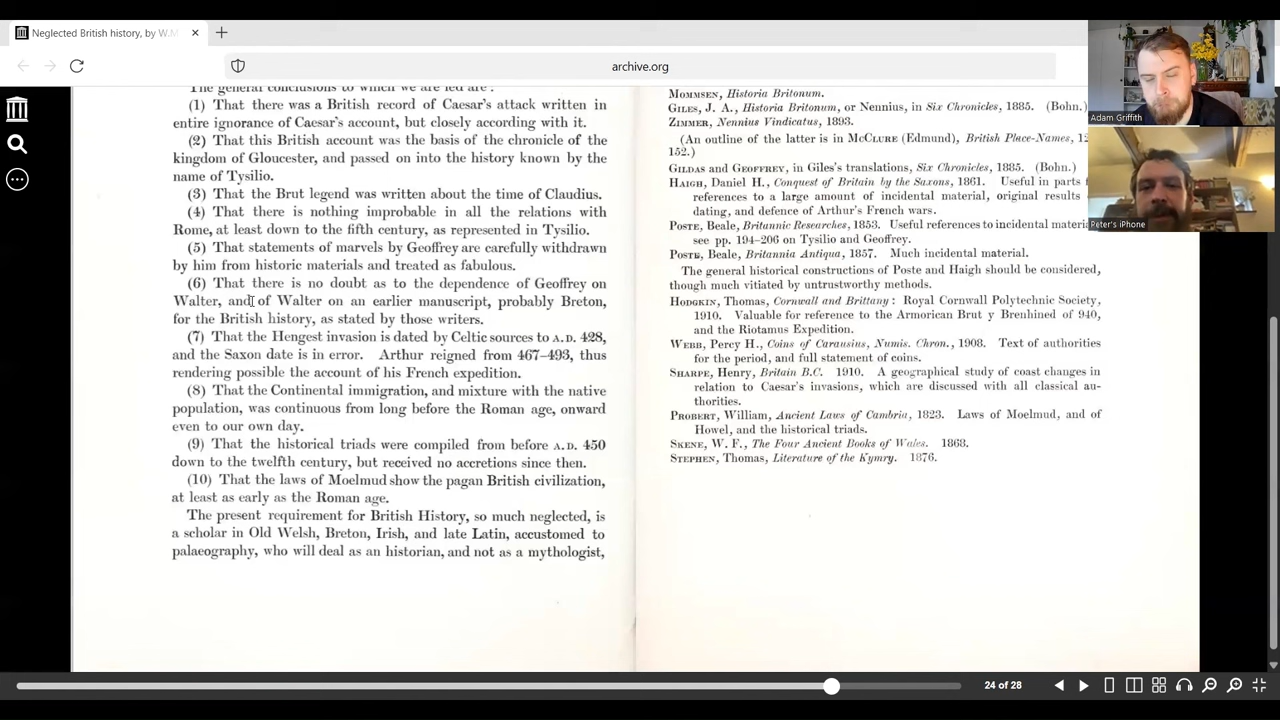 Neglected British history, by W.M
archive.org
The general conclusions to which we are led are :
(1) That there was a British record of Caesar's attack written in
entire ignorance of Caesar's account, but closely according with it.
(2) That this British account was the basis of the chronicle of the
kingdom of Gloucester, and passed on into the history known by the
name of Tysilio.
(3) That the Brut legend was written about the time of Claudius.
(4) That there is nothing improbable in all the relations with
Rome, at least down to the fifth century, as represented in Tysilio.
(5) That statements of marvels by Geoffrey are carefully withdrawn
by him from historic materials and treated as fabulous.
(6) That there is no doubt as to the dependence of Geoffrey on
Walter, and of Walter on an earlier manuscript, probably Breton,
for the British history, as stated by those writers.
(7) That the Hengest invasion is dated by Celtic sources to A.D. 428,
and the Saxon date is in error. Arthur reigned from 467–493, thus
rendering possible the account of his French expedition.
(8) That the Continental immigration, and mixture with the native
population, was continuous from long before the Roman age, onward
even to our own day.
(9) That the historical triads were compiled from before A.D. 450
down to the twelfth century, but received no accretions since then.
(10) That the laws of Moelmud show the pagan British civilization,
at least as early as the Roman age.
The present requirement for British History, so much neglected, is
a scholar in Old Welsh, Breton, Irish, and late Latin, accustomed to
palaeography, who will deal as an historian, and not as a mythologist,
MOMMSEN, Historia Britonum.
GILES, J. A., Historia Britonum, or Nennius, in Six Chronicles, 1885. (Bohn.)
ZIMMER, Nennius Vindicatus, 1893.
(An outline of the latter is in MCCLURE (Edmund), British Place-Names, 12
152.)
GILDAS and GEOFFREY, in Giles's translations, Six Chronicles, 1885. (Bohn.)
HAIGH, Daniel H., Conquest of Britain by the Saxons, 1861. Useful in parts f
references to a large amount of incidental material, original results o
dating, and defence of Arthur's French wars.
POSTE, Beale, Britannic Researches, 1853. Useful references to incidental materi
see pp. 194–206 on Tysilio and Geoffrey.
POSTE, Beale, Britannia Antiqua, 1857. Much incidental material.
The general historical constructions of Poste and Haigh should be considered,
though much vitiated by untrustworthy methods.
HODGKIN, Thomas, Cornwall and Brittany : Royal Cornwall Polytechnic Society,
1910. Valuable for reference to the Armorican Brut y Brenhined of 940,
and the Riotamus Expedition.
WEBB, Percy H., Coins of Carausius, Numis. Chron., 1908. Text of authorities
for the period, and full statement of coins.
SHARPE, Henry, Britain B.C. 1910. A geographical study of coast changes in
relation to Caesar's invasions, which are discussed with all classical au-
thorities.
PROBERT, William, Ancient Laws of Cambria, 1823. Laws of Moelmud, and of
Howel, and the historical triads.
SKENE, W. F., The Four Ancient Books of Wales. 1868.
STEPHEN, Thomas, Literature of the Kymry. 1876.
Adam Griffith
Peter's iPhone
24 of 28